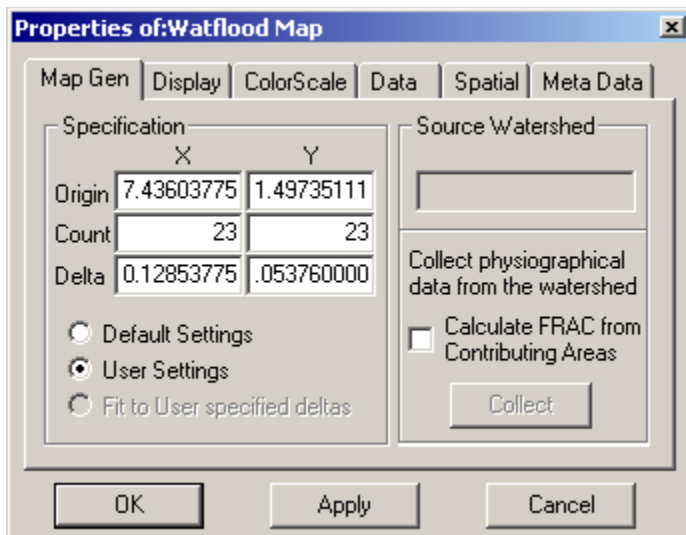 Properties of:Watflood Map
Map Gen Display ColorScale Data Spatial Meta Data
Specification
X Y
Origin 7.43603775 1.49735111
Count 23 23
Delta 0.12853775 .053760000
Default Settings
User Settings
Fit to User specified deltas
Source Watershed
Collect physiographical
data from the watershed
Calculate FRAC from
Contributing Areas
Collect
OK Apply Cancel